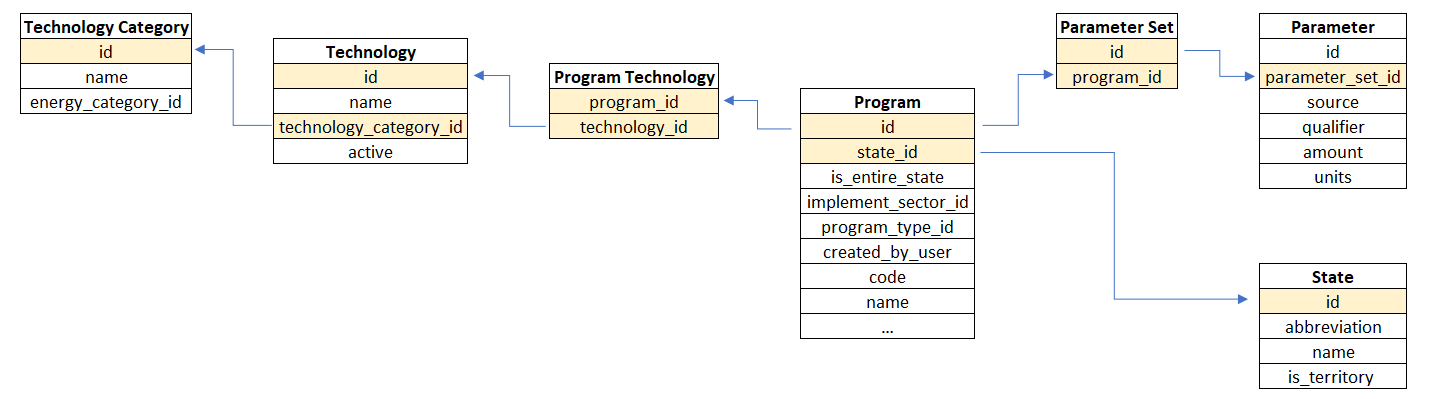 Technology Category
id
name
energy_category_id
Technology
id
name
technology_category_id
active
Program Technology
program_id
technology_id
Program
id
state_id
is_entire_state
implement_sector_id
program_type_id
created_by_user
code
name
...
Parameter Set
id
program_id
Parameter
id
parameter_set_id
source
qualifier
amount
units
State
id
abbreviation
name
is_territory